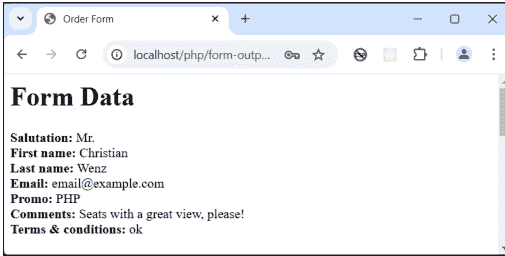 Order Form
localhost/php/form-outp...
Form Data
Salutation: Mr.
First name: Christian
Last name: Wenz
Email: email@example.com
Promo: PHP
Comments: Seats with a great view, please!
Terms & conditions: ok